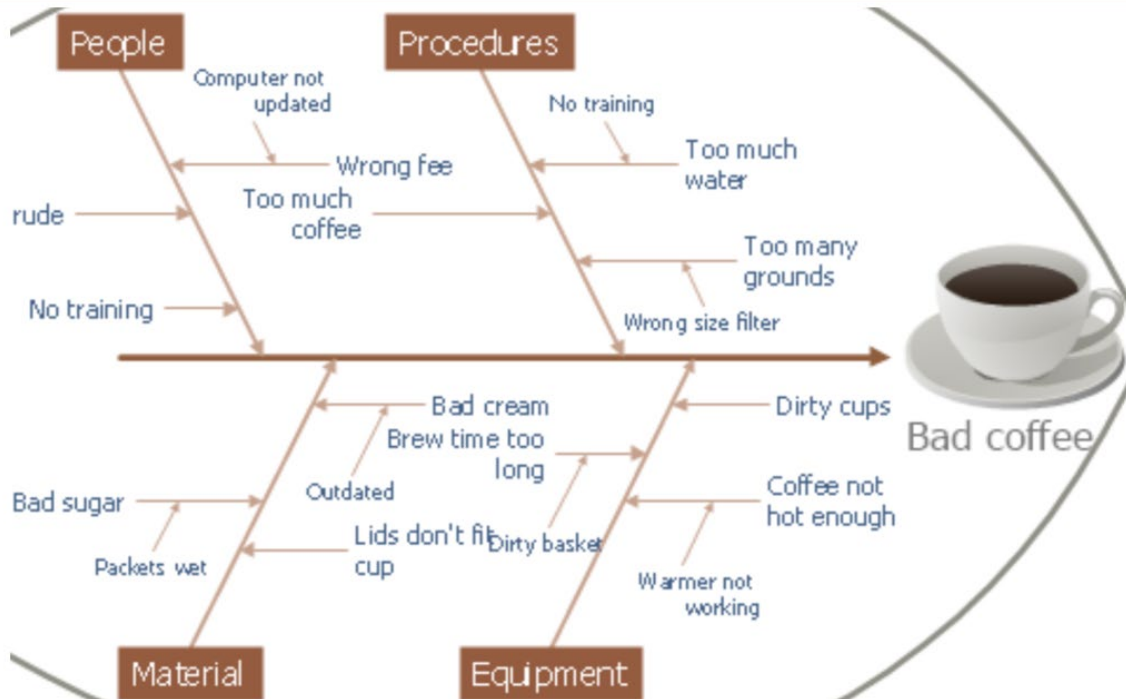 People
Procedures
Computer not
updated
No training
Wrong fee
Too much
water
rude
Too much
coffee
Too many
grounds
No training
Wrong size filter
Bad cream
Dirty cups
Brew time too
long
Bad coffee
Bad sugar
Outdated
Coffee not
hot enough
Lids don't fit
cup
Dirty basket
Packets wet
Warmer not
working
Material
Equipment